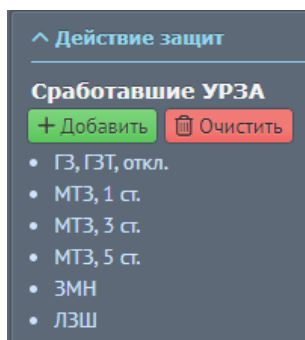 Действие защит
Сработавшие УРЗА
+ Добавить Очистить
• ГЗ, ГЗТ, откл.
• МТЗ, 1 ст.
• МТЗ, 3 ст.
• МТЗ, 5 ст.
• ЗМН
• ЛЗШ